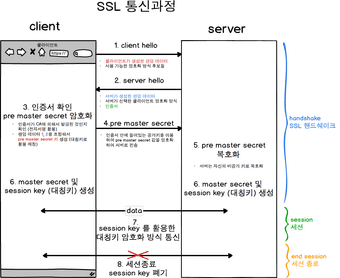 SSL 통신과정
client
server
클라이언트
https://
1. client hello
클라이언트가 생성한 랜덤 데이터
사용 가능한 암호화 방식 후보들
2. server hello
서버가 생성한 랜덤 데이터
서버가 선택한 클라이언트 암호화 방식
인증서
3. 인증서 확인
pre master secret 암호화
인증서가 CA에 의해서 발급된 것인지
확인 (전자서명 활용)
랜덤 데이터 1, 2를 조합해서
pre master secret 키 생성 (대칭키로
활용 예정)
4.pre master secret
인증서 안에 들어있는 공개키를 이용
하여 pre master secret 값을 암호화
하여 서버로 전송
5. pre master secret
복호화
서버는 자신의 비공개 키로 복호화
handshake
SSL 핸드쉐이크
6. master secret 및
session key (대칭키) 생성
6. master secret 및
session key (대칭키) 생성
data
7.
session key 를 활용한
대칭키 암호화 방식 통신
session
세션
8. 세션종료
session key 폐기
end session
세션 종료